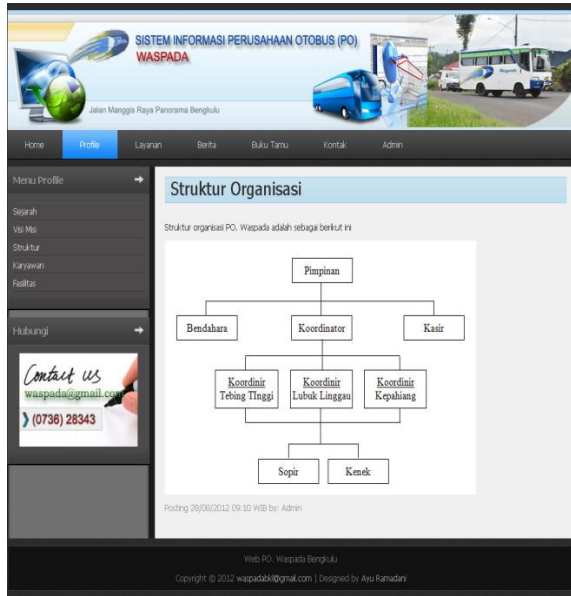 SISTEM INFORMASI PERUSAHAAN OTOBUS (PO)
WASPADA
Jalan Manggis Raya Panorama Bengkulu
Home Profile Layanan Berita Buku Tamu Kontak Admin
Menu Profile
Sejarah
Visi Misi
Struktur
Karyawan
Fasilitas
Hubungi
Contact us
waspada@gmail.com
(0736) 28343
Struktur Organisasi
Struktur organisasi PO. Waspada adalah sebagai berikut ini
Pimpinan
Bendahara Koordinator Kasir
Koordinir Koordinir Koordinir
Tebing TInggi Lubuk Linggau Kepahiang
Sopir Kenek
Posting 28/08/2012 09:10 WIB by: Admin
Web PO. Waspada Bengkulu
Copyright © 2012 waspadabkl@gmail.com | Designed by Ayu Ramadani